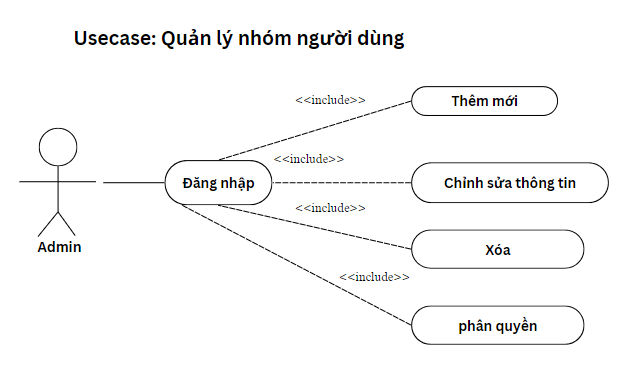 Usecase: Quản lý nhóm người dùng
<<include>>
Thêm mới
<<include>>
Đăng nhập
Chỉnh sửa thông tin
<<include>>
Admin
Xóa
<<include>>
phân quyền